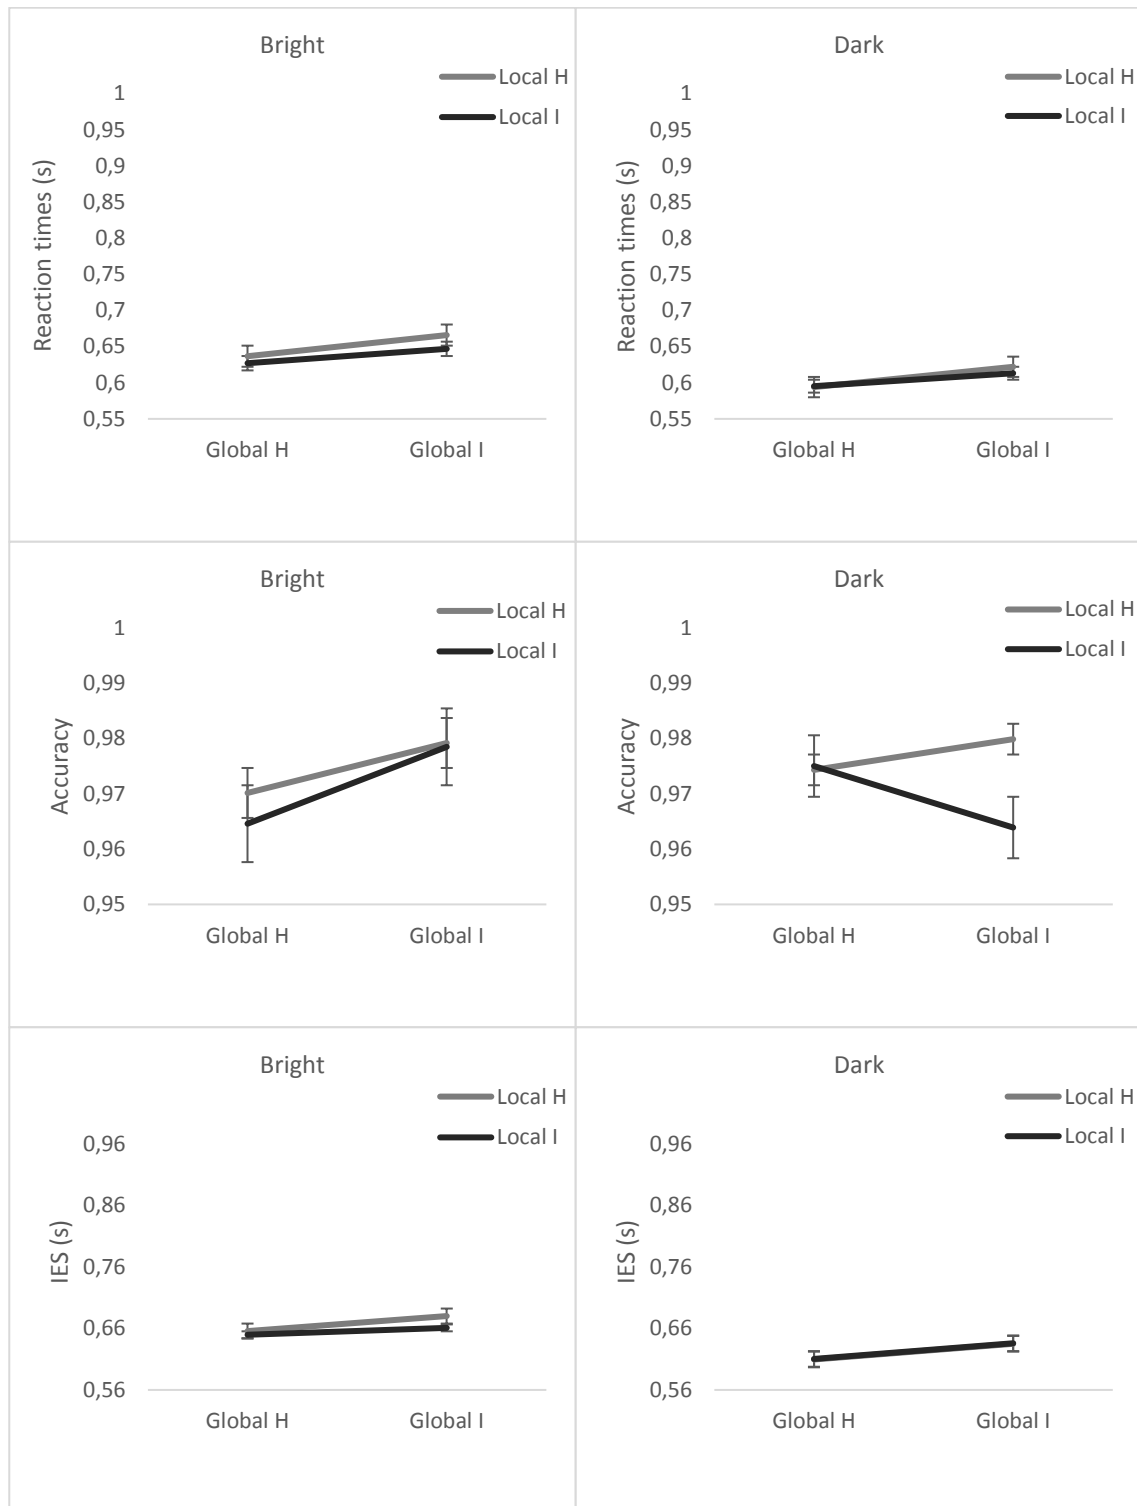 Bright
Local H
Local I
1
0,95
0,9
0,85
0,8
0,75
0,7
0,65
0,6
0,55
Reaction times (s)
Global H
Global I
Dark
Local H
Local I
1
0,95
0,9
0,85
0,8
0,75
0,7
0,65
0,6
0,55
Reaction times (s)
Global H
Global I
Bright
Local H
Local I
1
0,99
0,98
0,97
0,96
0,95
Accuracy
Global H
Global I
Dark
Local H
Local I
1
0,99
0,98
0,97
0,96
0,95
Accuracy
Global H
Global I
Bright
Local H
Local I
0,96
0,86
0,76
0,66
0,56
IES (s)
Global H
Global I
Dark
Local H
Local I
0,96
0,86
0,76
0,66
0,56
IES (s)
Global H
Global I